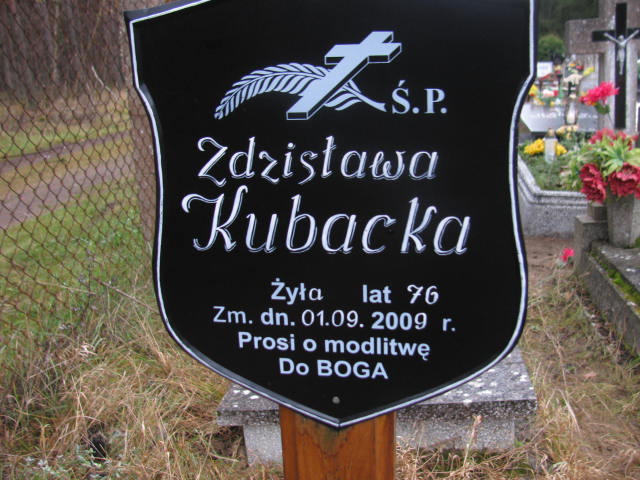 Ś.P.
Zdzisława
Kubacka
Żyła lat 76
Zm. dn. 01.09. 2009 r.
Prosi o modlitwę
Do BOGA